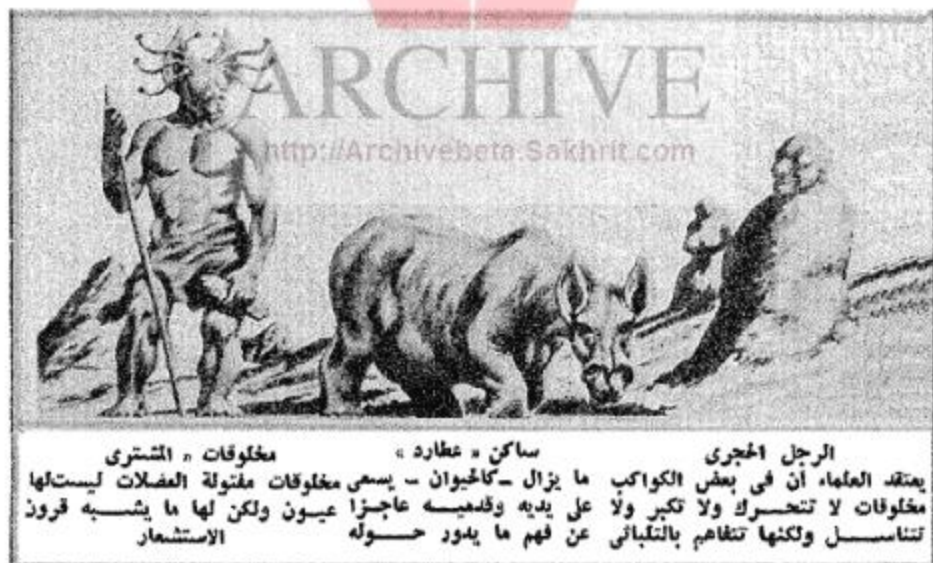 ARCHIVE
http://Archivebeta.Sakhrit.com
الرجل الحجرى
يعتقد العلماء أن فى بعض الكواكب
مخلوقات لا تتحسرك ولا تكبر ولا
تتناسسل ولكنها تتفاهم بالتلباثى
ساكن « عطارد »
ما يزال - كالحيوان - يسعى
على يديه وقدميه عاجزا
عن فهم ما يدور حوله
مخلوقات « المشترى
مخلوقات مفتولة العضلات ليست لها
عيون ولكن لها ما يشبه قرون
الاستشعار